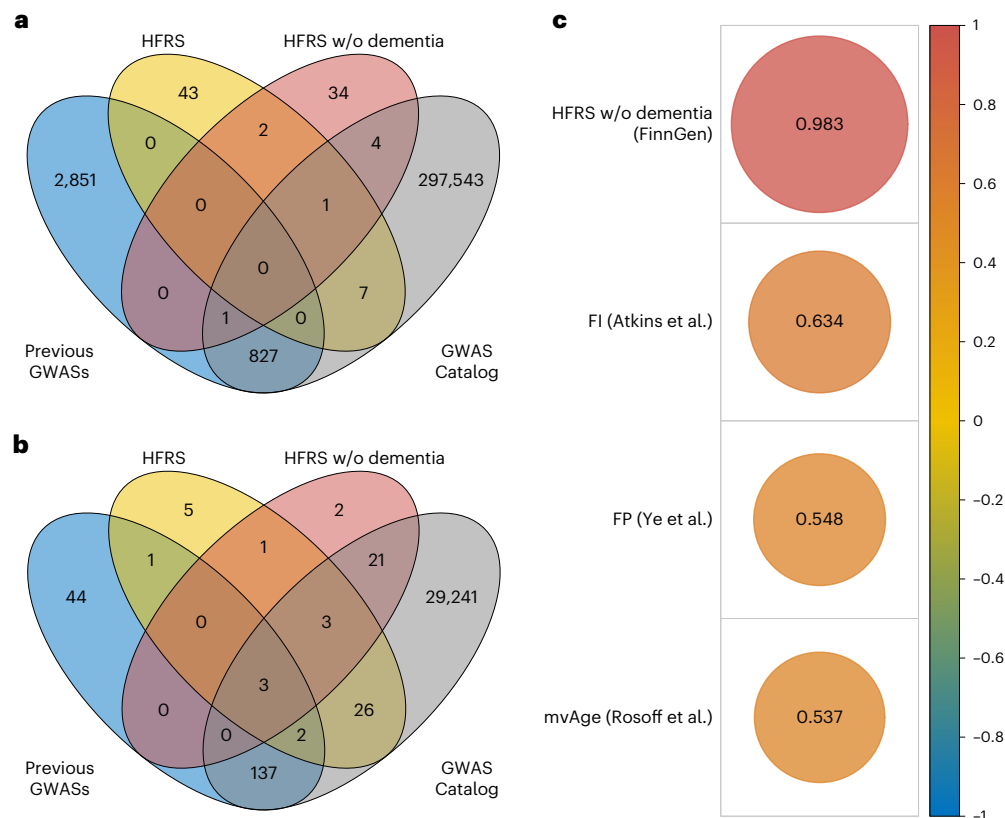 a
HFRS
HFRS w/o dementia
43
34
0
2
4
2,851
297,543
0
1
0
0
7
1
0
827
Previous
GWASs
GWAS
Catalog
b
HFRS
HFRS w/o dementia
5
2
1
1
21
44
29,241
0
3
3
0
26
0
2
137
Previous
GWASs
GWAS
Catalog
c
HFRS w/o dementia
(FinnGen)
0.983
FI (Atkins et al.)
0.634
FP (Ye et al.)
0.548
mvAge (Rosoff et al.)
0.537
1
0.8
0.6
0.4
0.2
0
−0.2
−0.4
−0.6
−0.8
−1